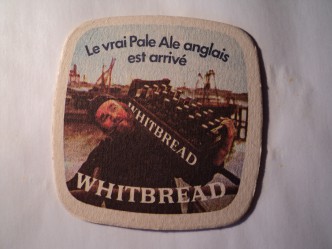 Le vrai Pale Ale anglais
est arrivé
WHITBREAD
WHITBREAD